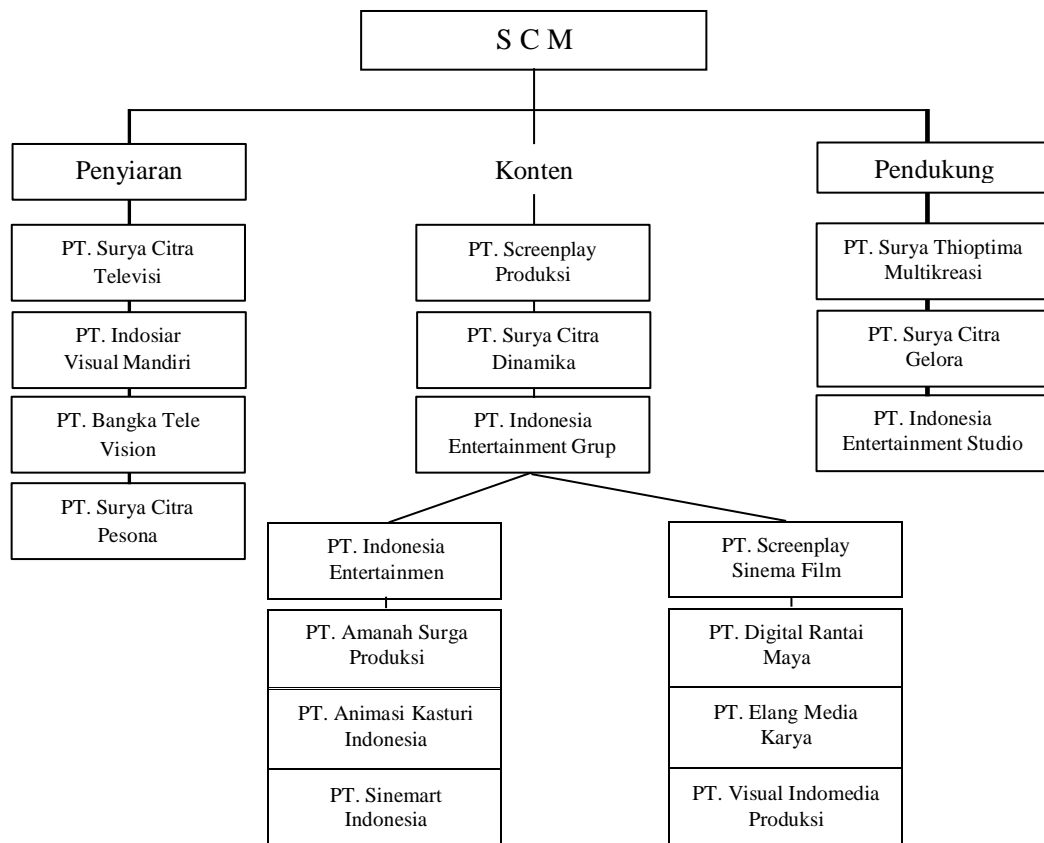 S C M
Penyiaran
PT. Surya Citra
Televisi
PT. Indosiar
Visual Mandiri
PT. Bangka Tele
Vision
PT. Surya Citra
Pesona
Konten
PT. Screenplay
Produksi
PT. Surya Citra
Dinamika
PT. Indonesia
Entertainment Grup
PT. Indonesia
Entertainmen
PT. Amanah Surga
Produksi
PT. Animasi Kasturi
Indonesia
PT. Sinemart
Indonesia
PT. Screenplay
Sinema Film
PT. Digital Rantai
Maya
PT. Elang Media
Karya
PT. Visual Indomedia
Produksi
Pendukung
PT. Surya Thioptima
Multikreasi
PT. Surya Citra
Gelora
PT. Indonesia
Entertainment Studio